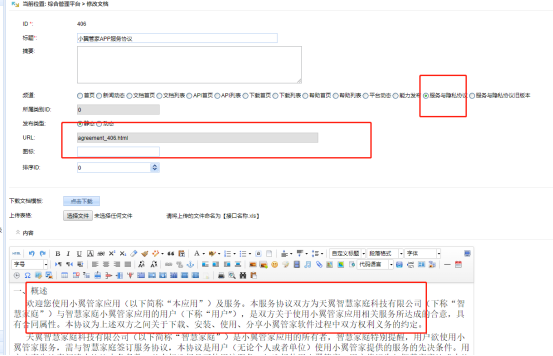 当前位置: 综合管理平台 > 修改文档
ID *: 406
标题*: 小翼管家APP服务协议
摘要:
频道: 首页 新闻动态 文档首页 文档列表 API首页 API列表 下载首页 下载列表 帮助首页 帮助列表 平台动态 能力发布 服务与隐私协议 服务与隐私协议旧版本
所属类别ID: 0
发布类型: 静态 动态
URL: agreement_406.html
图标:
排序ID: 0
下载文档模板: 点击下载
上传表格: 选择文件 未选择任何文件 请将上传的文件命名为【接口名称.xls】
内容
HTML 自定义标题 段落格式 字体
字号 代码语言
一、概述
欢迎您使用小翼管家应用（以下简称“本应用”）及服务。本服务协议双方为天翼智慧家庭科技有限公司（下称“智
慧家庭”）与智慧家庭小翼管家应用的用户（下称“用户”），是双方关于使用小翼管家应用相关服务所达成的合意，具
有合同属性。本协议为上述双方之间关于下载、安装、使用、分享小翼管家软件过程中双方权利义务的约定。
天翼智慧家庭科技有限公司（以下简称“智慧家庭”）是小翼管家应用的所有者，智慧家庭特别提醒，用户欲使用小
翼管家服务，需与智慧家庭签订服务协议，本协议是用户（无论个人或者单位）使用小翼管家提供的服务的先决条件。用